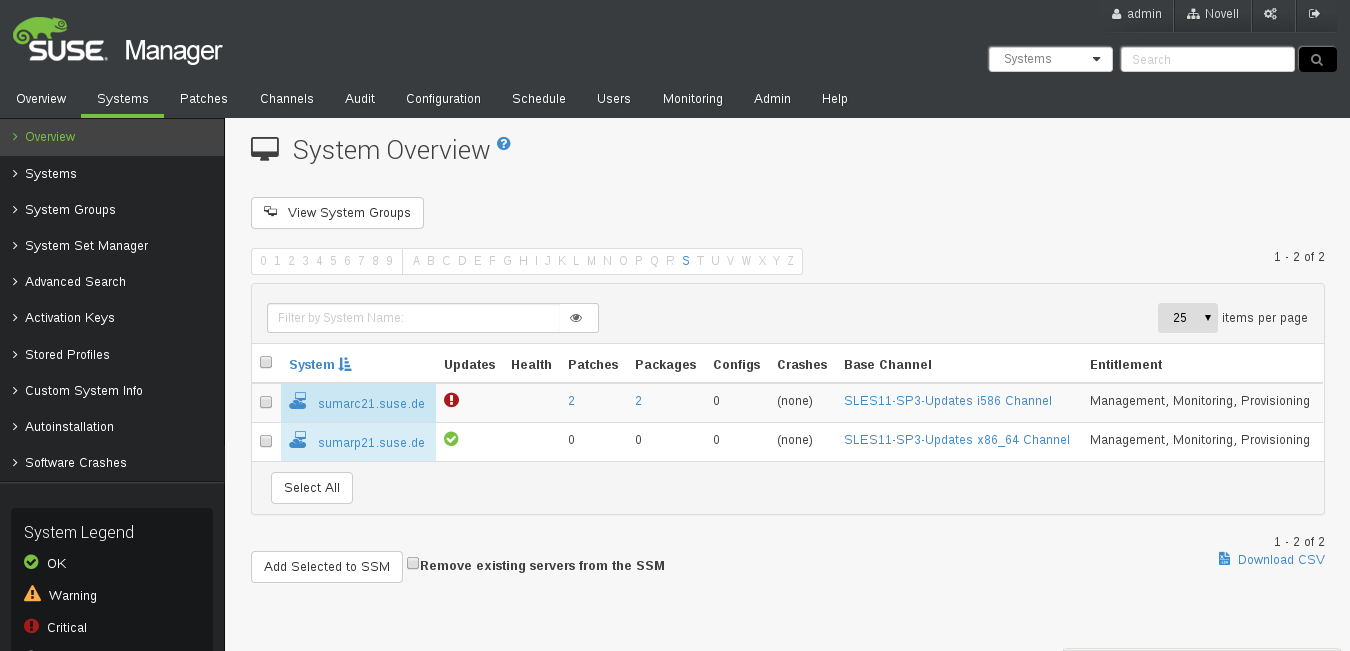 admin
Novell
SUSE Manager
Systems
Search
Overview Systems Patches Channels Audit Configuration Schedule Users Monitoring Admin Help
Overview
Systems
System Groups
System Set Manager
Advanced Search
Activation Keys
Stored Profiles
Custom System Info
Autoinstallation
Software Crashes
System Legend
OK
Warning
Critical
System Overview ?
View System Groups
0 1 2 3 4 5 6 7 8 9 A B C D E F G H I J K L M N O P Q R S T U V W X Y Z
1 - 2 of 2
Filter by System Name:
25 items per page
System Updates Health Patches Packages Configs Crashes Base Channel Entitlement
sumarc21.suse.de 2 2 0 (none) SLES11-SP3-Updates i586 Channel Management, Monitoring, Provisioning
sumarp21.suse.de 0 0 0 (none) SLES11-SP3-Updates x86_64 Channel Management, Monitoring, Provisioning
Select All
1 - 2 of 2
Download CSV
Add Selected to SSM Remove existing servers from the SSM